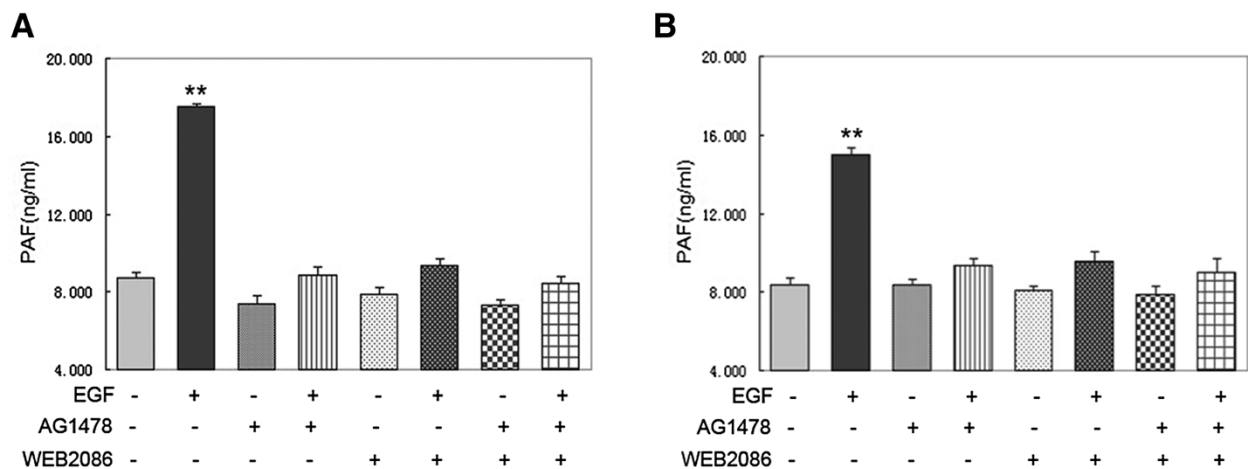 A
20.000
16.000
12.000
8.000
4.000
PAF(ng/ml)
**
EGF - + - + - + - +
AG1478 - - + + - - + +
WEB2086 - - - - + + + +
B
20.000
16.000
12.000
8.000
4.000
PAF(ng/ml)
**
EGF - + - + - + - +
AG1478 - - + + - - + +
WEB2086 - - - - + + + +